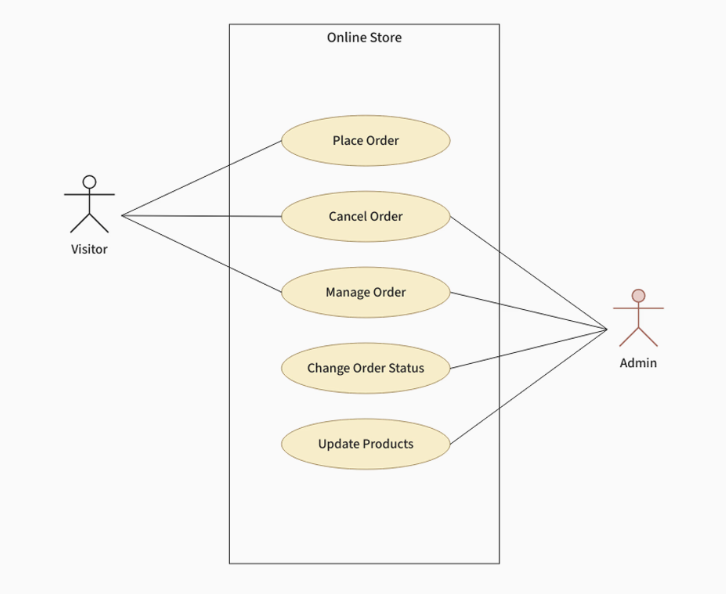 Online Store
Place Order
Cancel Order
Visitor
Manage Order
Admin
Change Order Status
Update Products